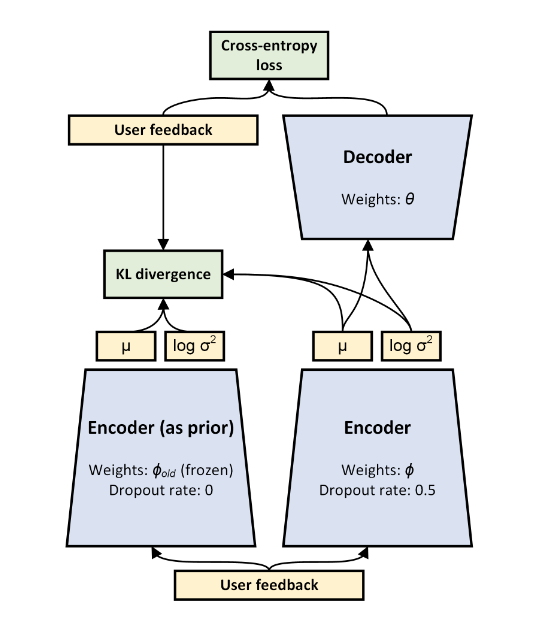 Cross-entropy
loss
User feedback
Decoder
Weights: θ
KL divergence
μ
log σ²
μ
log σ²
Encoder (as prior)
Weights: ϕold (frozen)
Dropout rate: 0
Encoder
Weights: ϕ
Dropout rate: 0.5
User feedback